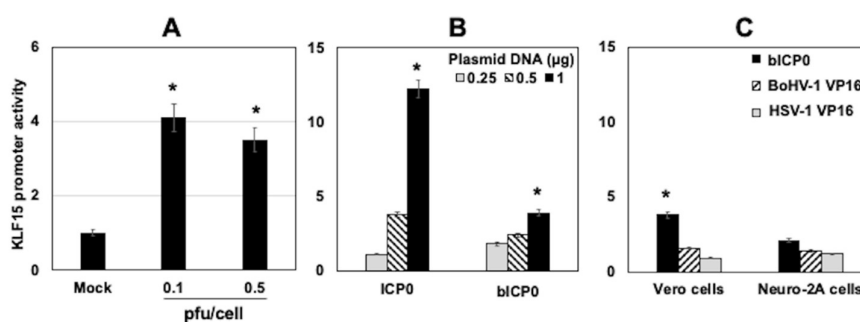 A
B
C
KLF15 promoter activity
6
4
2
0
Mock
0.1
0.5
pfu/cell
*
*
15
10
5
0
Plasmid DNA (µg)
0.25 0.5 1
*
*
ICP0
bICP0
15
10
5
0
bICP0
BoHV-1 VP16
HSV-1 VP16
*
Vero cells
Neuro-2A cells